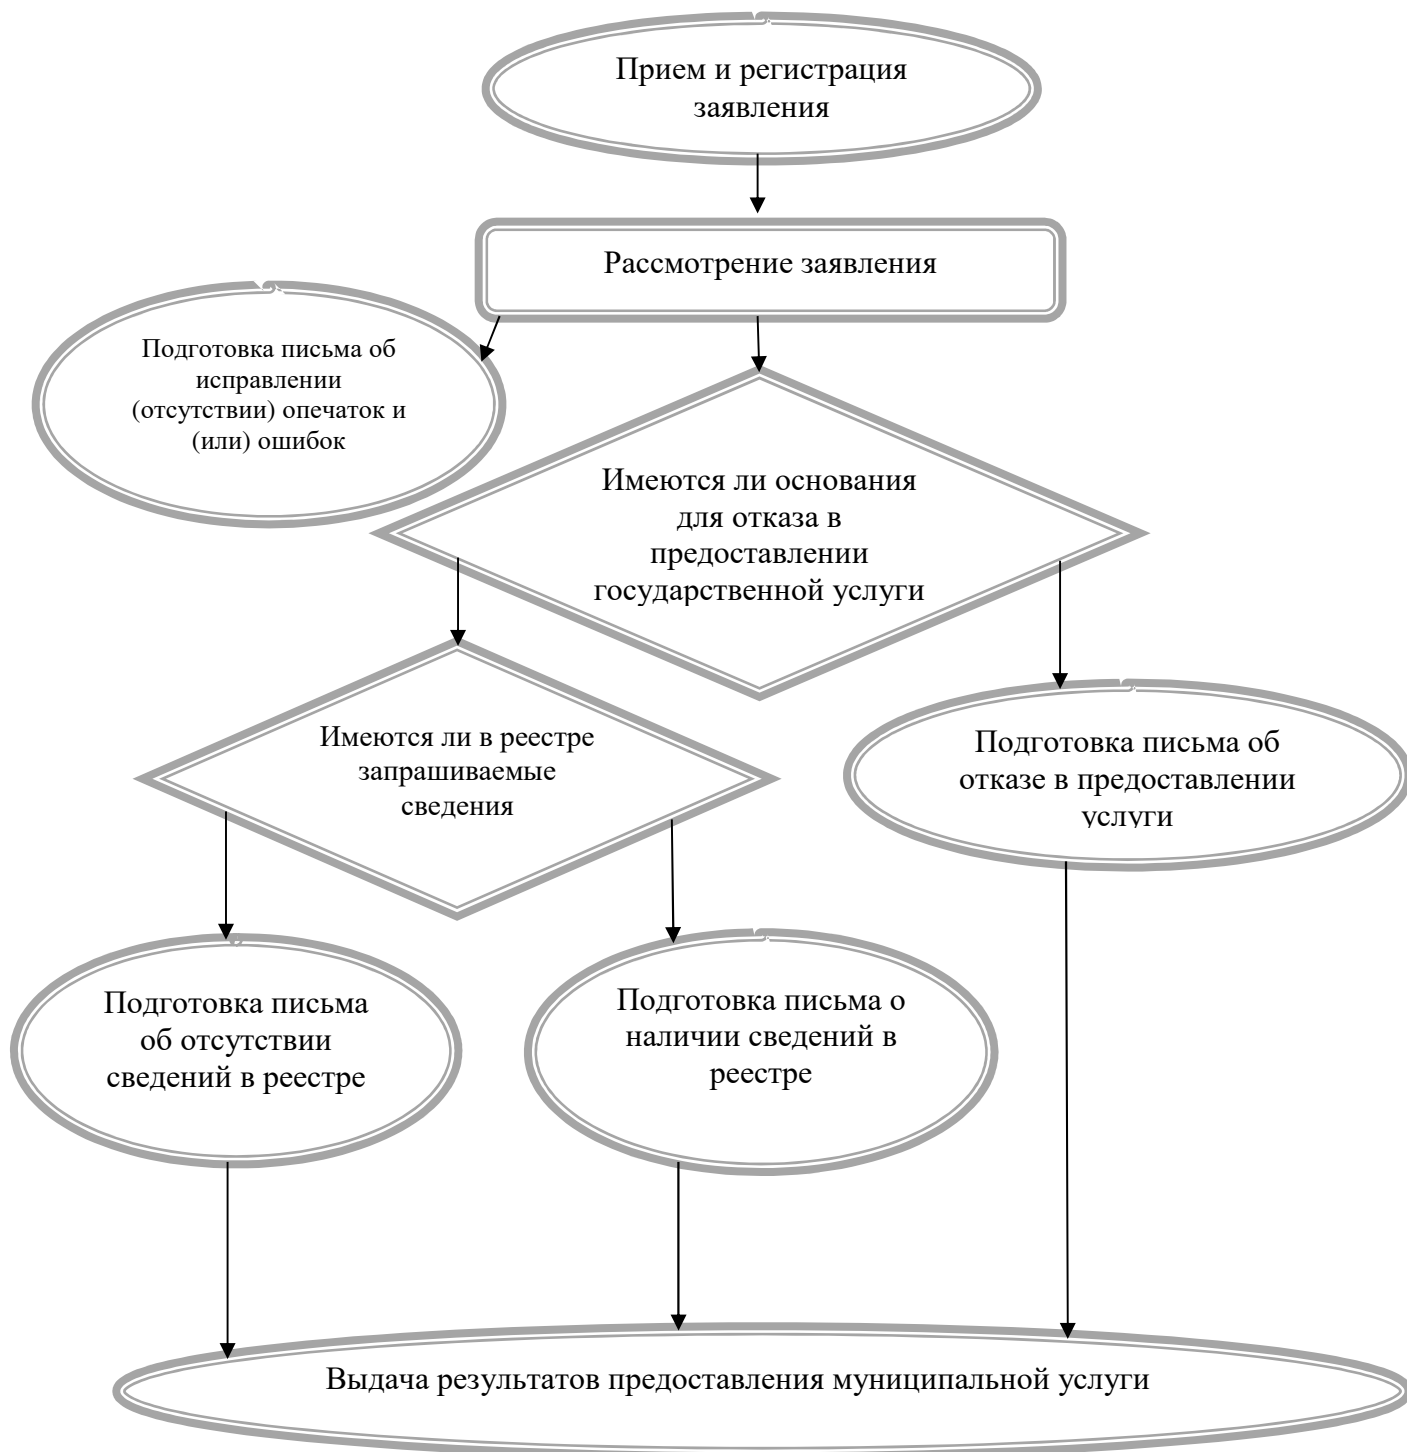 Прием и регистрация
заявления
Рассмотрение заявления
Подготовка письма об
исправлении
(отсутствии) опечаток и
(или) ошибок
Имеются ли основания
для отказа в
предоставлении
государственной услуги
Имеются ли в реестре
запрашиваемые
сведения
Подготовка письма об
отказе в предоставлении
услуги
Подготовка письма
об отсутствии
сведений в реестре
Подготовка письма о
наличии сведений в
реестре
Выдача результатов предоставления муниципальной услуги